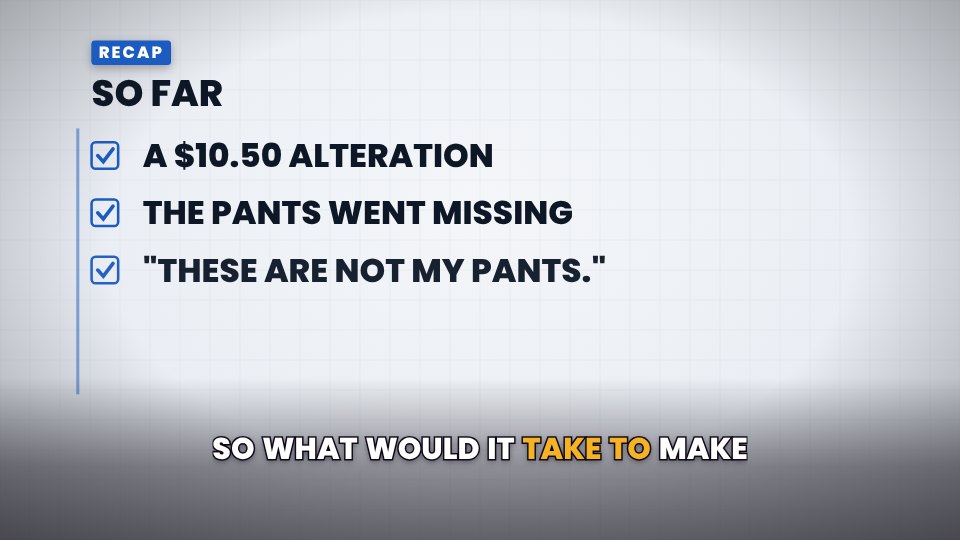 RECAP
SO FAR
A $10.50 ALTERATION
THE PANTS WENT MISSING
"THESE ARE NOT MY PANTS."
SO WHAT WOULD IT TAKE TO MAKE